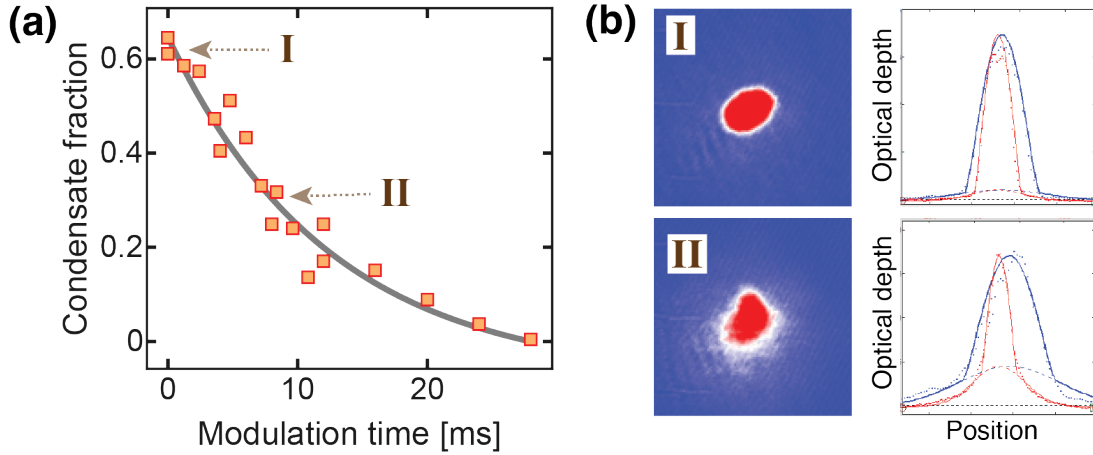 (a)
Condensate fraction
0.6
0.4
0.2
0
I
II
0
10
20
Modulation time [ms]
(b)
I
Optical depth
II
Optical depth
Position